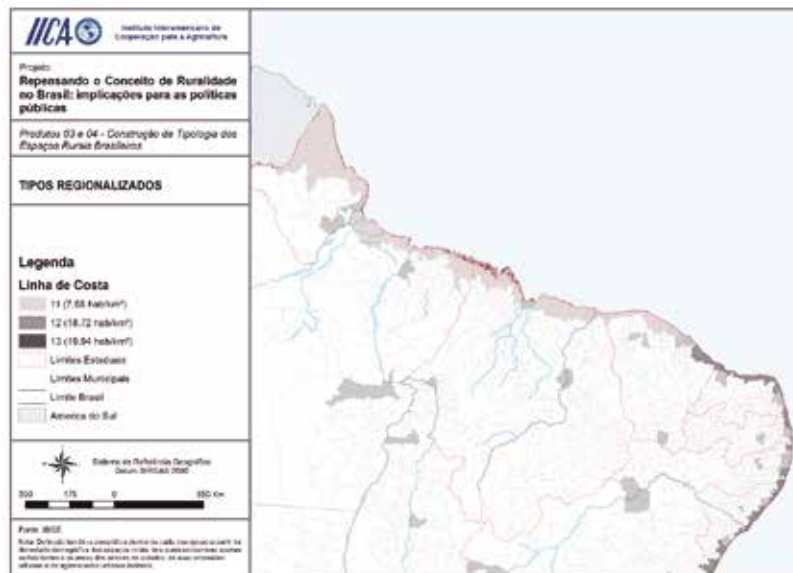 IICA
Instituto Interamericano de
Cooperação para a Agricultura
Projeto
Repensando o Conceito de Ruralidade
no Brasil: implicações para as políticas
públicas
Produtos 03 e 04 - Construção de Tipologia dos
Espaços Rurais Brasileiros
TIPOS REGIONALIZADOS
Legenda
Linha de Costa
11 (7.68 hab/km²)
12 (18.72 hab/km²)
13 (19.94 hab/km²)
Limites Estaduais
Limites Municipais
Limite Brasil
America do Sul
Sistema de Referência Geográfico
Datum SIRGAS 2000
350 175 0 350 Km
Fonte: IBGE